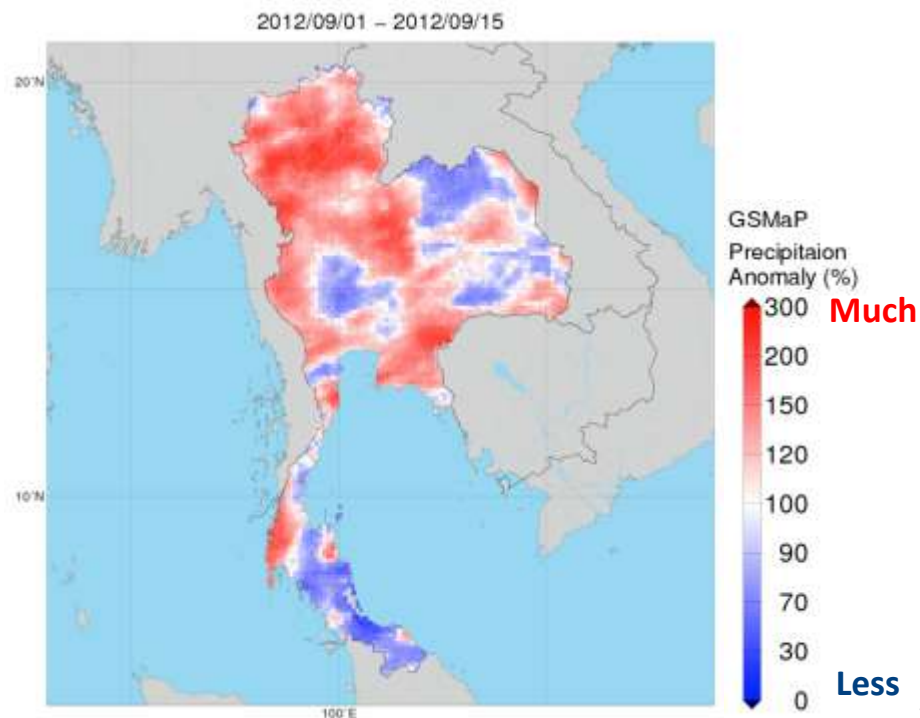 2012/09/01 – 2012/09/15
20°N
10°N
100°E
GSMaP
Precipitaion
Anomaly (%)
300 Much
200
150
120
100
90
70
30
0 Less